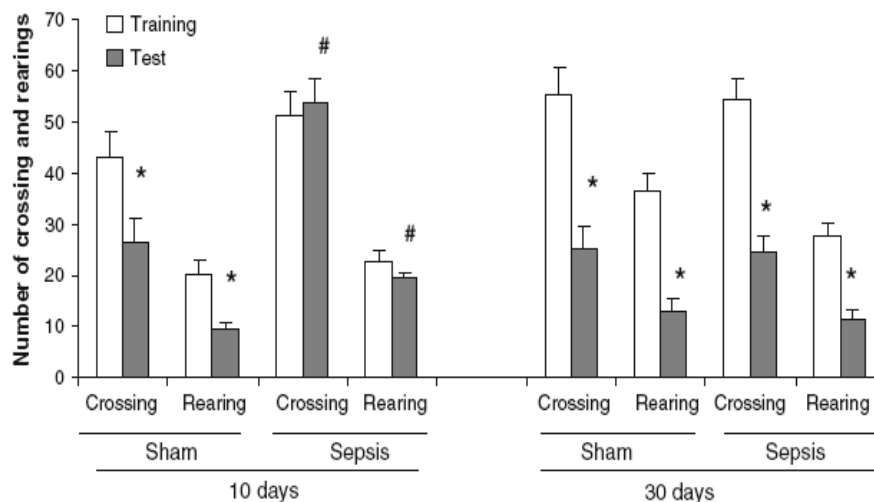 Number of crossing and rearings
70
60
50
40
30
20
10
0
Training
Test
*
*
#
#
*
*
*
*
Crossing Rearing Crossing Rearing Crossing Rearing Crossing Rearing
Sham Sepsis Sham Sepsis
10 days 30 days